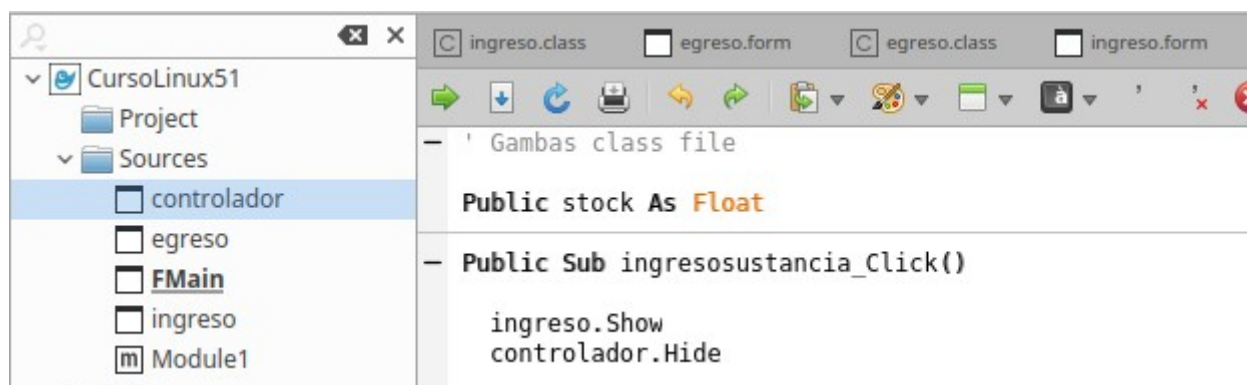 ingreso.class egreso.form egreso.class ingreso.form
CursoLinux51
Project
Sources
controlador
egreso
FMain
ingreso
Module1
' Gambas class file
Public stock As Float
Public Sub ingresosustancia_Click()
ingreso.Show
controlador.Hide